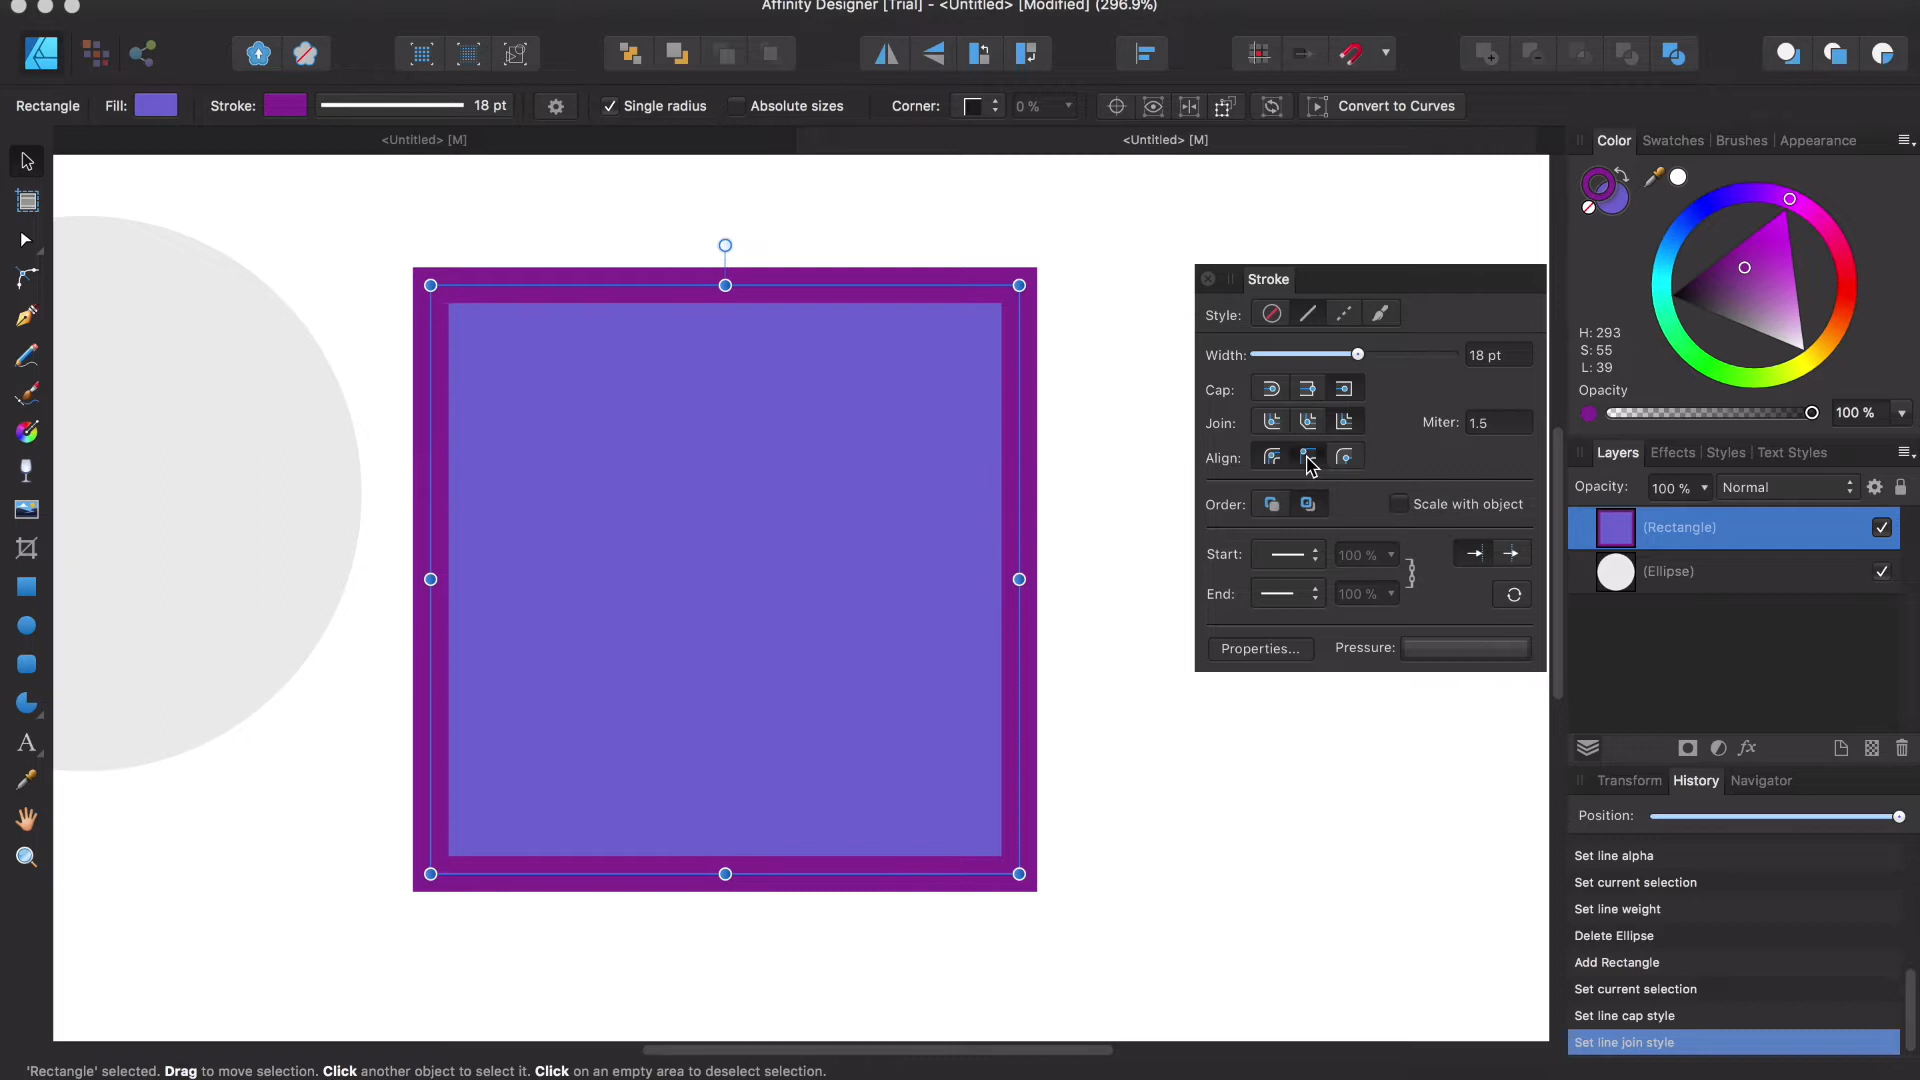 Affinity Designer [Trial] - <Untitled> [Modified] (296.9%)
Rectangle Fill: Stroke: 18 pt Single radius Absolute sizes Corner: 0 % Convert to Curves
<Untitled> [M] <Untitled> [M]
Color Swatches Brushes Appearance
H: 293
S: 55
L: 39
Opacity
100 %
Stroke
Style:
Width: 18 pt
Cap:
Join: Miter: 1.5
Align:
Order: Scale with object
Start: 100 %
End: 100 %
Properties... Pressure:
Layers Effects Styles Text Styles
Opacity: 100 % Normal
(Rectangle)
(Ellipse)
fx
Transform History Navigator
Position:
Set line alpha
Set current selection
Set line weight
Delete Ellipse
Add Rectangle
Set current selection
Set line cap style
Set line join style
'Rectangle' selected. Drag to move selection. Click another object to select it. Click on an empty area to deselect selection.